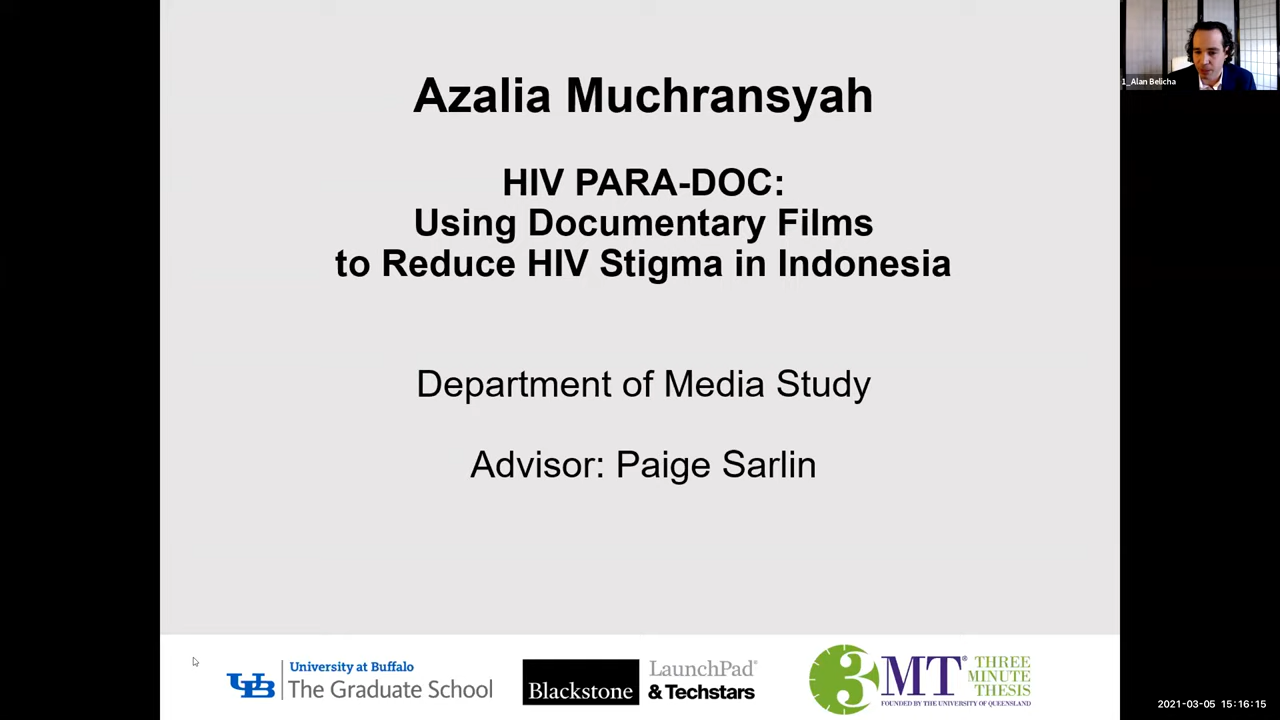 Azalia Muchransyah
HIV PARA-DOC:
Using Documentary Films
to Reduce HIV Stigma in Indonesia
Department of Media Study
Advisor: Paige Sarlin
1_Alan Belicha
UB
University at Buffalo
The Graduate School
Blackstone
LaunchPad®
& Techstars
3MT®
THREE
MINUTE
THESIS
FOUNDED BY THE UNIVERSITY OF QUEENSLAND
2021-03-05 15:16:15